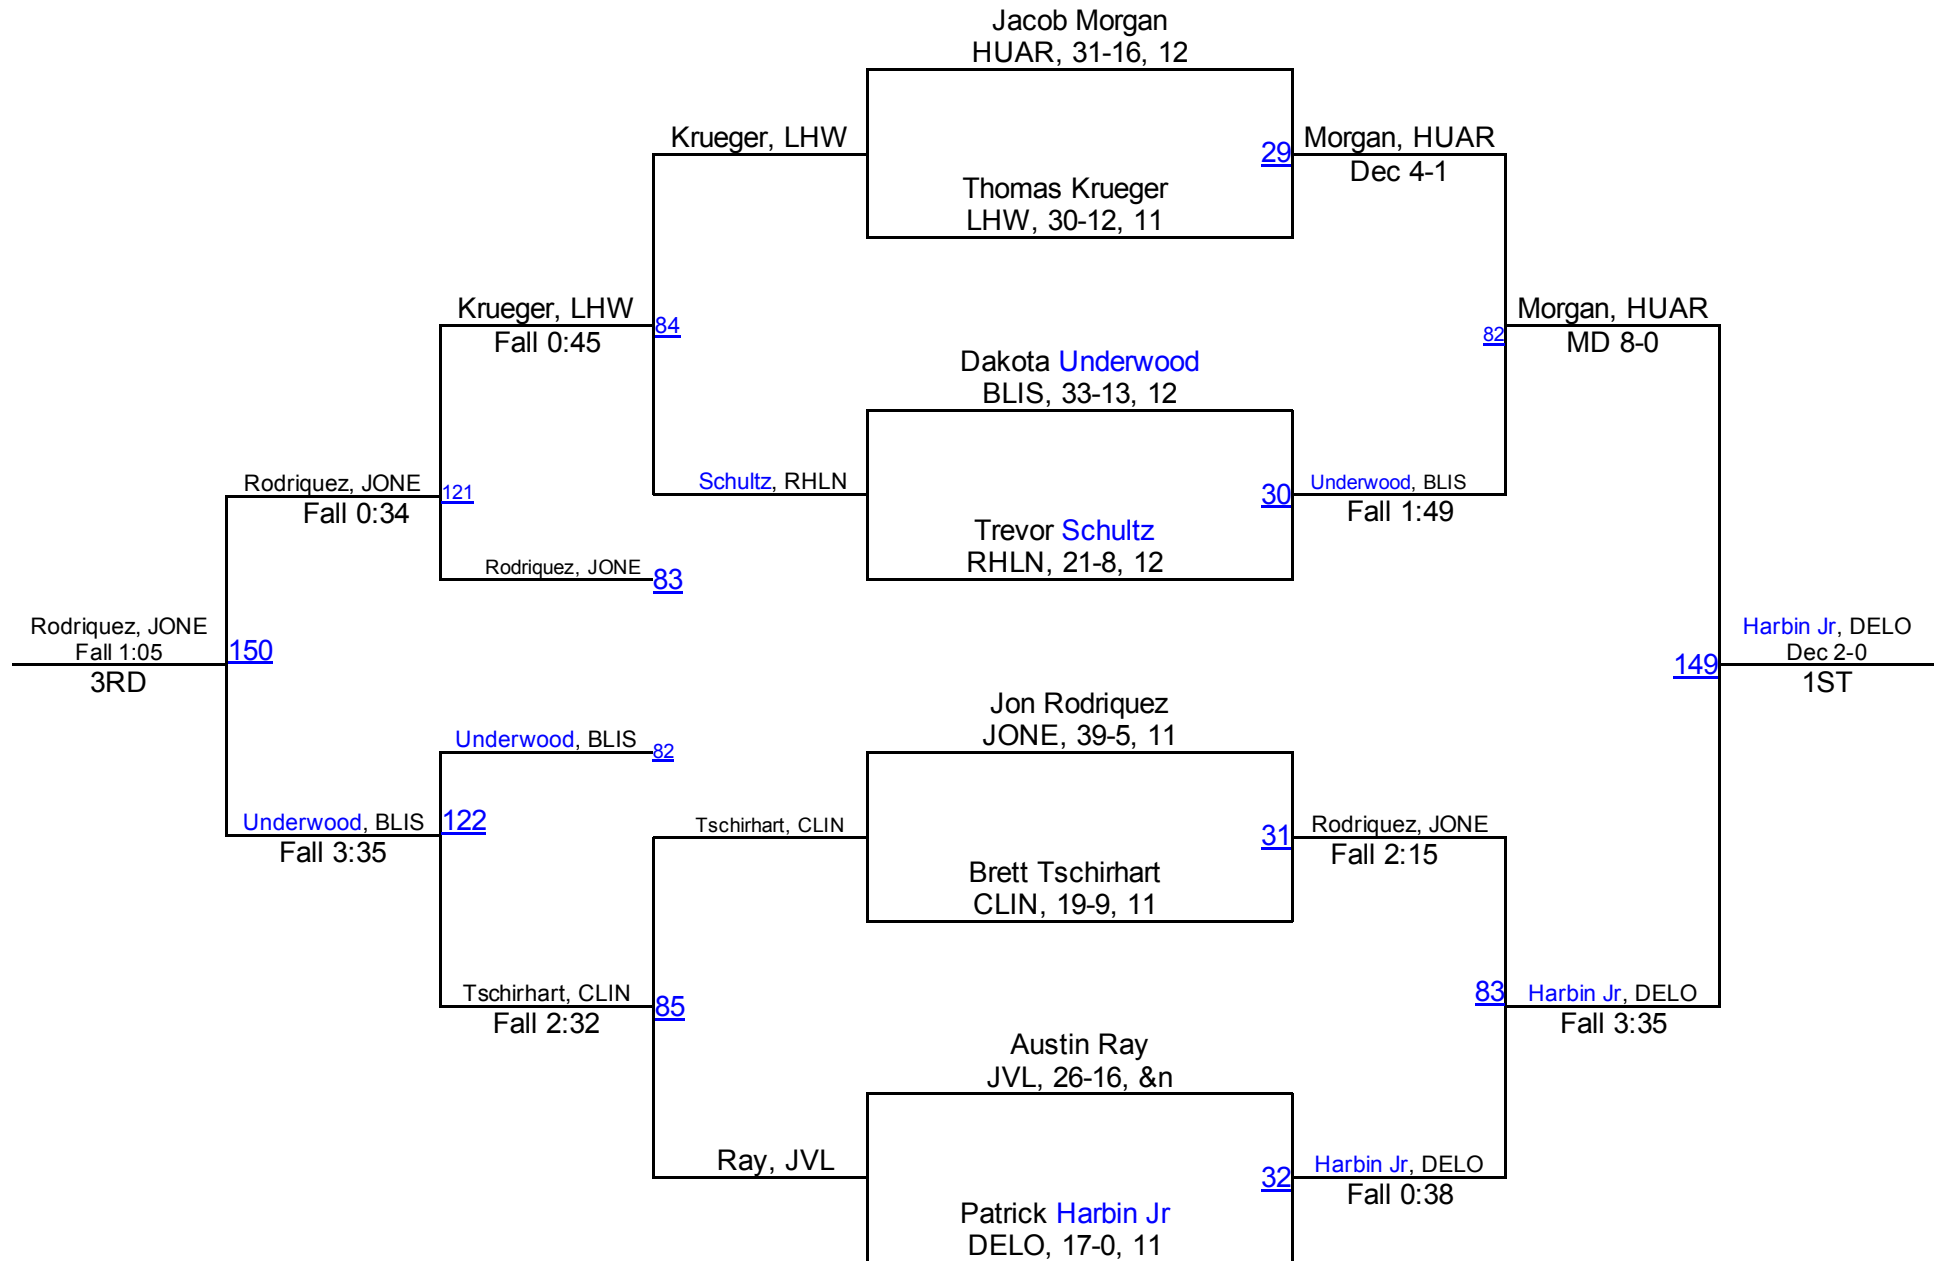 Jacob Morgan
HUAR, 31-16, 12
Krueger, LHW
29
Morgan, HUAR
Dec 4-1
Thomas Krueger
LHW, 30-12, 11
Krueger, LHW
Fall 0:45
84
82
Morgan, HUAR
MD 8-0
Dakota Underwood
BLIS, 33-13, 12
Rodriquez, JONE
Fall 0:34
121
Schultz, RHLN
30
Underwood, BLIS
Fall 1:49
Trevor Schultz
RHLN, 21-8, 12
Rodriquez, JONE
83
Rodriquez, JONE
Fall 1:05
3RD
150
149
Harbin Jr, DELO
Dec 2-0
1ST
Jon Rodriquez
JONE, 39-5, 11
Underwood, BLIS
82
Underwood, BLIS
Fall 3:35
122
Tschirhart, CLIN
31
Rodriquez, JONE
Fall 2:15
Brett Tschirhart
CLIN, 19-9, 11
Tschirhart, CLIN
Fall 2:32
85
83
Harbin Jr, DELO
Fall 3:35
Austin Ray
JVL, 26-16, &n
Ray, JVL
32
Harbin Jr, DELO
Fall 0:38
Patrick Harbin Jr
DELO, 17-0, 11